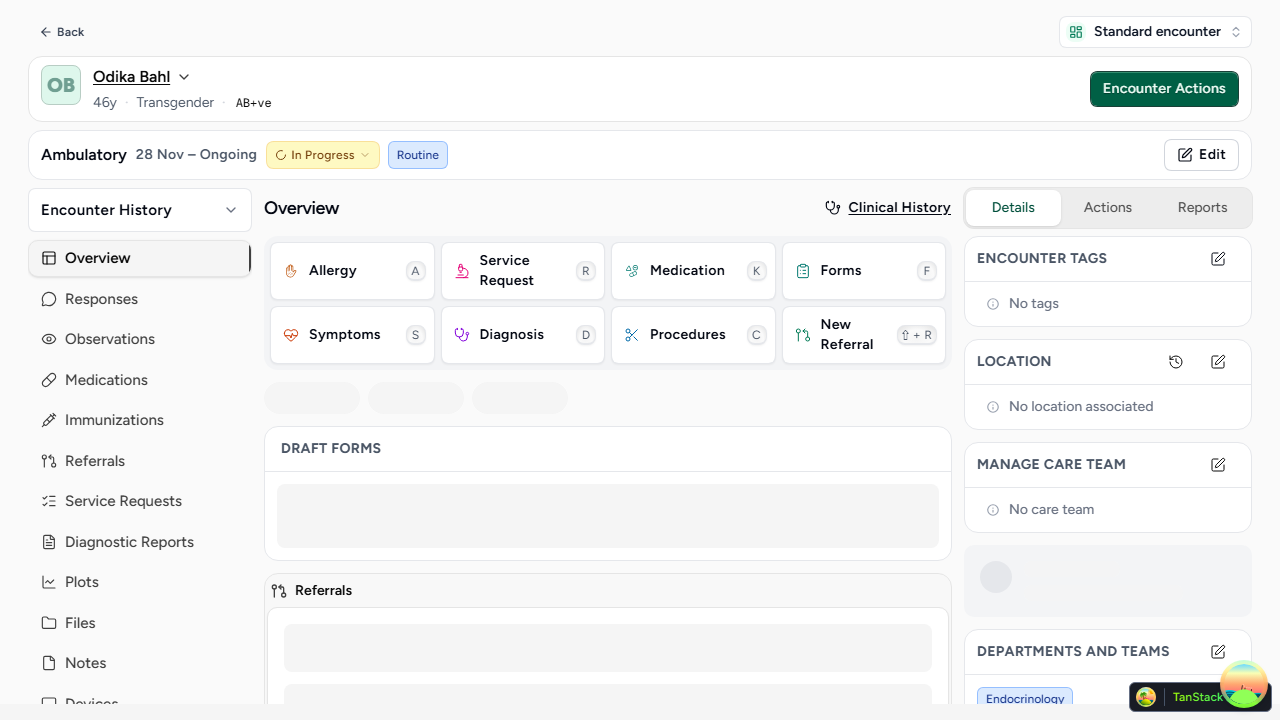 Back
Standard encounter
OB
Odika Bahl
46y · Transgender · AB+ve
Encounter Actions
Ambulatory 28 Nov – Ongoing In Progress Routine
Edit
Encounter History
Overview
Responses
Observations
Medications
Immunizations
Referrals
Service Requests
Diagnostic Reports
Plots
Files
Notes
Devices
Overview
Clinical History
Allergy A
Service
Request
R
Medication K
Forms F
Symptoms S
Diagnosis D
Procedures C
New
Referral
⇧ + R
DRAFT FORMS
Referrals
Details
Actions
Reports
ENCOUNTER TAGS
No tags
LOCATION
No location associated
MANAGE CARE TEAM
No care team
DEPARTMENTS AND TEAMS
Endocrinology
TanStack